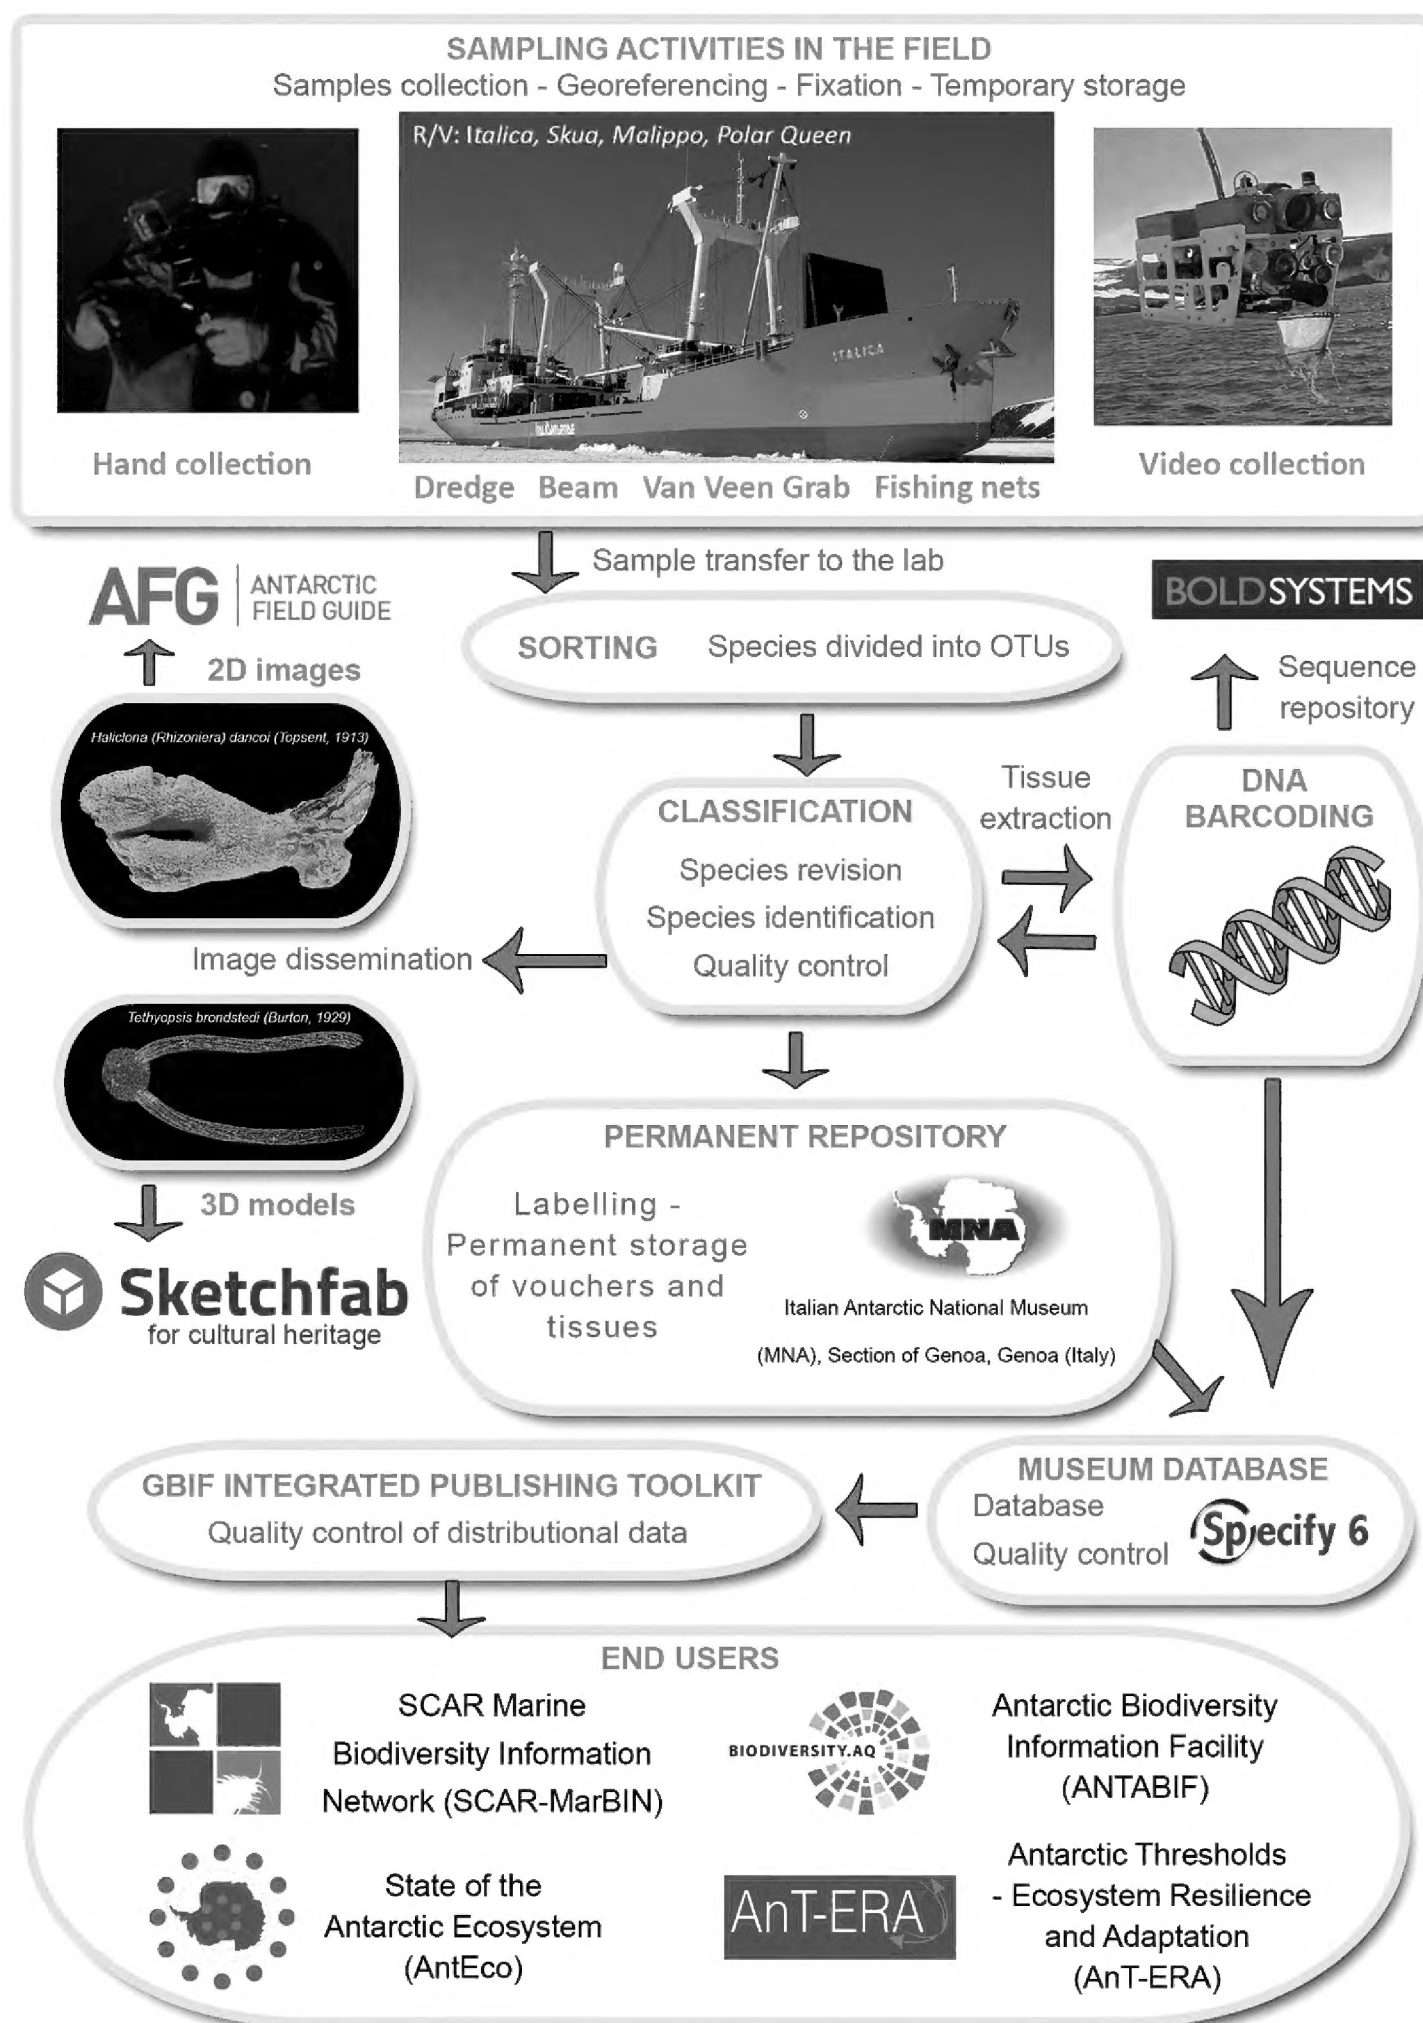 SAMPLING ACTIVITIES IN THE FIELD
Samples collection - Georeferencing - Fixation - Temporary storage
R/V: Italica, Skua, Malippo, Polar Queen
ITALICA
Hand collection
Dredge Beam Van Veen Grab Fishing nets
Video collection
Sample transfer to the lab
AFG
ANTARCTIC
FIELD GUIDE
BOLDSYSTEMS
SORTING Species divided into OTUs
2D images
Sequence
repository
Haliclona (Rhizoniera) dancoi (Topsent, 1913)
CLASSIFICATION
Species revision
Species identification
Quality control
Tissue
extraction
DNA
BARCODING
Image dissemination
Tethyopsis brondstedi (Burton, 1929)
3D models
Sketchfab
for cultural heritage
PERMANENT REPOSITORY
Labelling -
Permanent storage
of vouchers and
tissues
MNA
Italian Antarctic National Museum
(MNA), Section of Genoa, Genoa (Italy)
GBIF INTEGRATED PUBLISHING TOOLKIT
Quality control of distributional data
MUSEUM DATABASE
Database
Quality control
Specify 6
END USERS
SCAR Marine
Biodiversity Information
Network (SCAR-MarBIN)
BIODIVERSITY.AQ
Antarctic Biodiversity
Information Facility
(ANTABIF)
State of the
Antarctic Ecosystem
(AntEco)
AnT-ERA
Antarctic Thresholds
- Ecosystem Resilience
and Adaptation
(AnT-ERA)